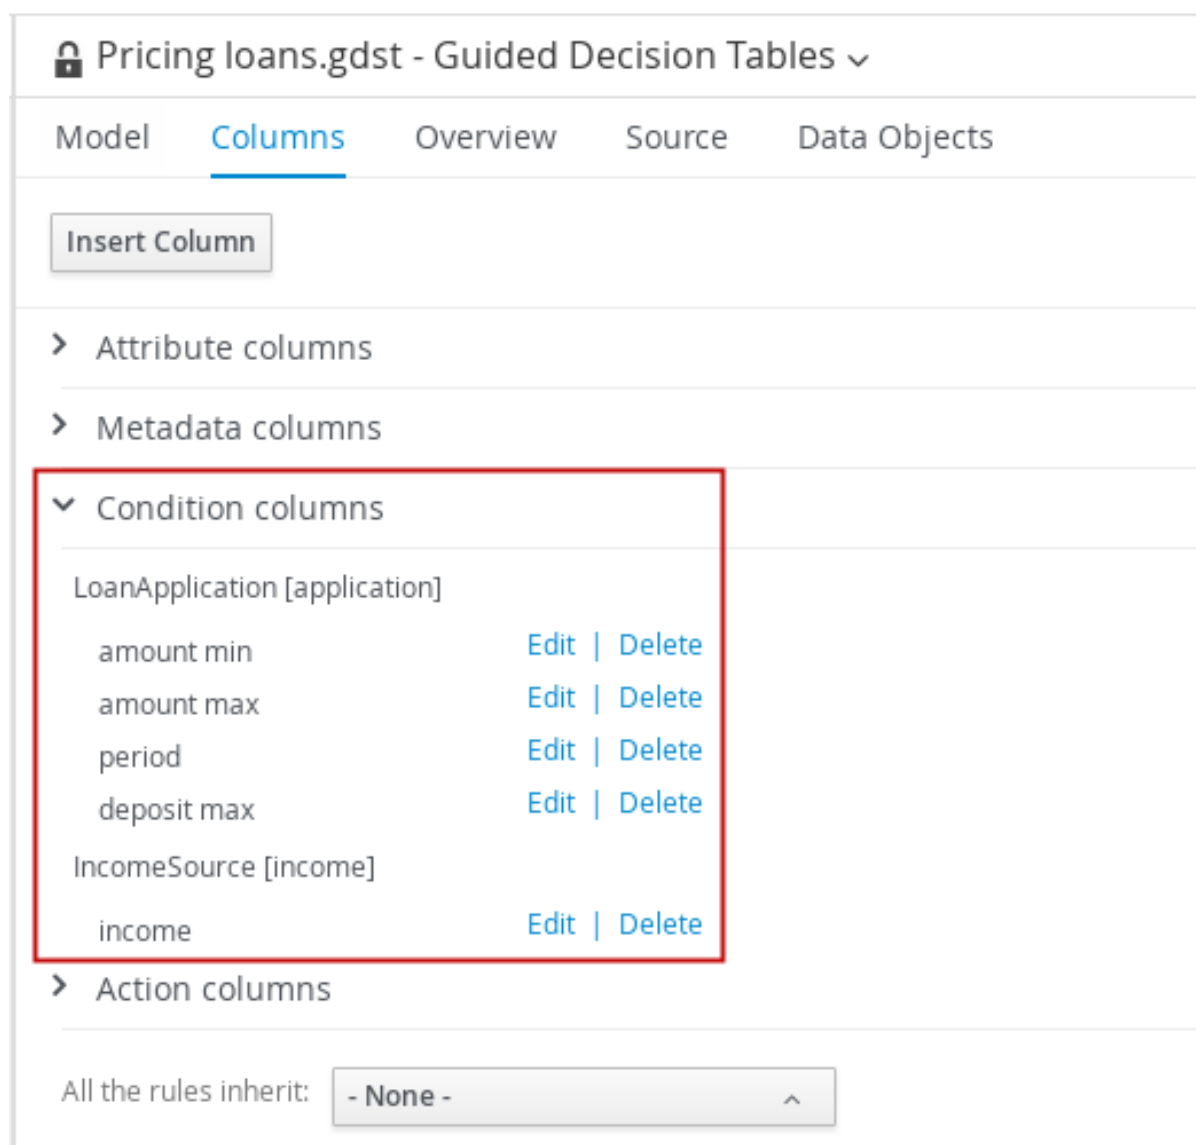 Pricing loans.gdst - Guided Decision Tables
Model Columns Overview Source Data Objects
Insert Column
Attribute columns
Metadata columns
Condition columns
LoanApplication [application]
amount min Edit | Delete
amount max Edit | Delete
period Edit | Delete
deposit max Edit | Delete
IncomeSource [income]
income Edit | Delete
Action columns
All the rules inherit: - None -